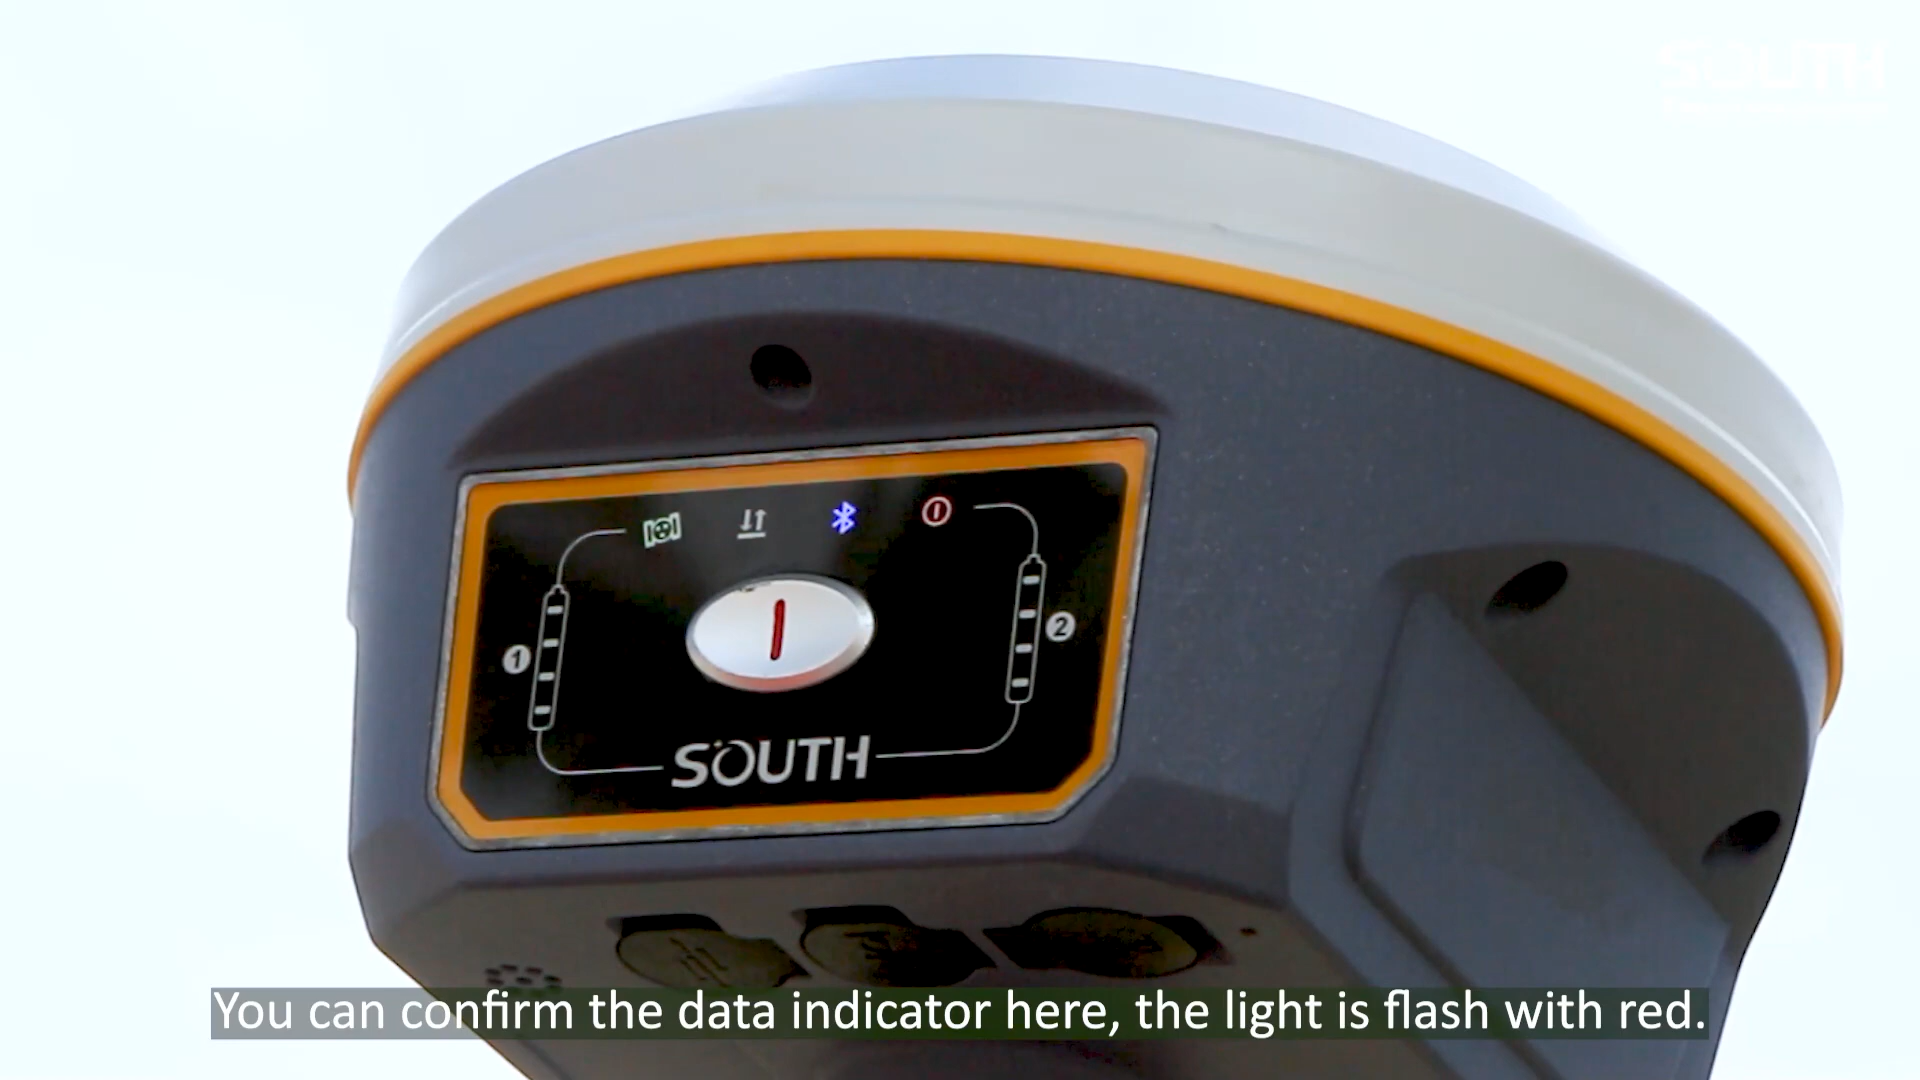 SOUTH
1
2
SOUTH
You can confirm the data indicator here, the light is flash with red.